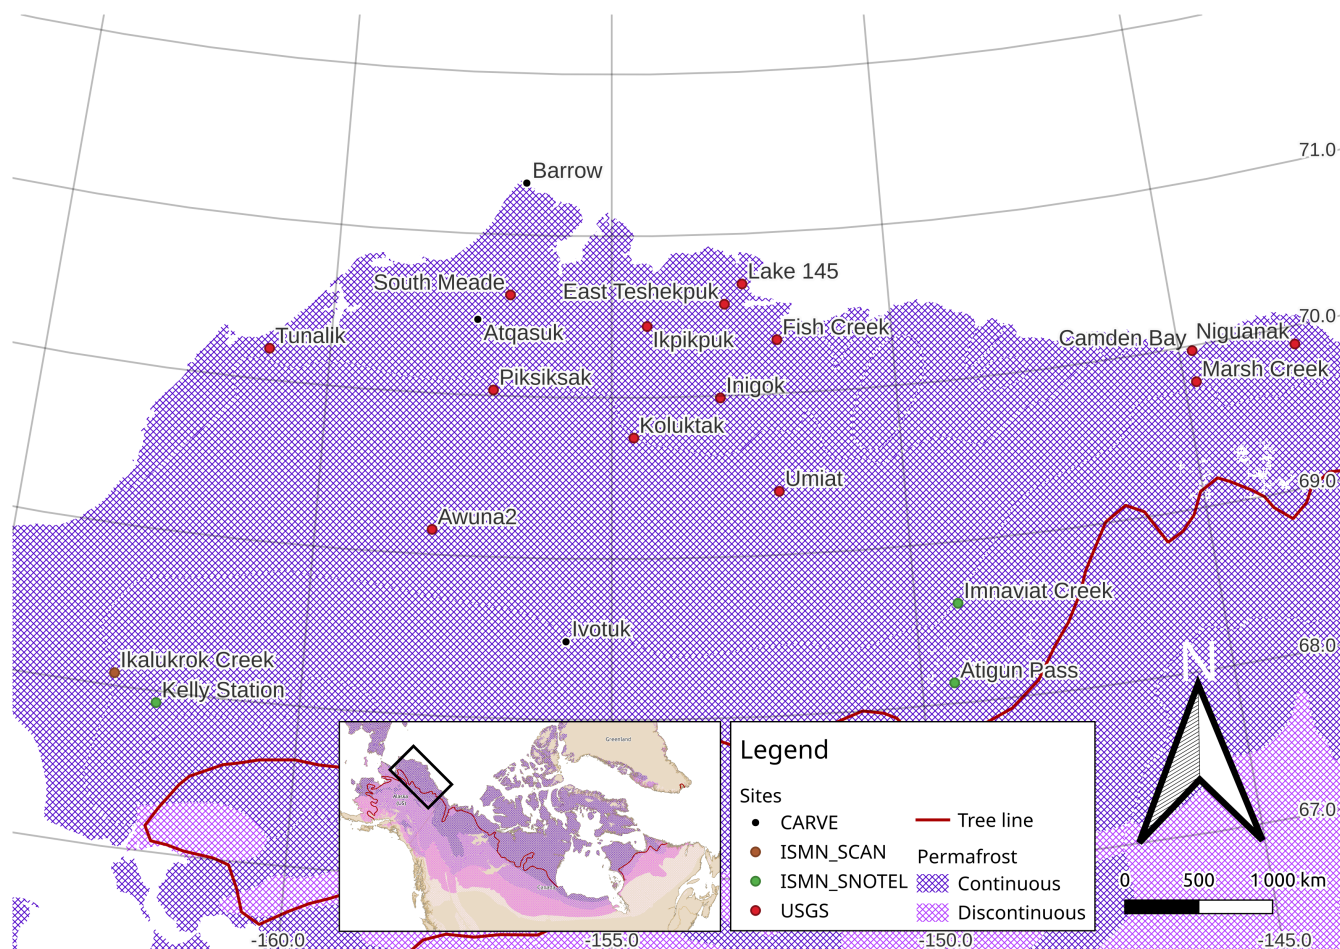 71.0
Barrow
Lake 145
South Meade
East Teshekpuk
70.0
Tunalik
Atqasuk
Ikpikpuk
Fish Creek
Camden Bay
Niguanak
Marsh Creek
Piksiksak
Inigok
Koluktak
Umiat
69.0
Awuna2
Imnaviat Creek
Ivotuk
68.0
Ikalukrok Creek
Atigun Pass
Kelly Station
N
Greenland
Legend
Sites
CARVE
ISMN_SCAN
ISMN_SNOTEL
USGS
Tree line
Permafrost
Continuous
Discontinuous
67.0
0 500 1 000 km
-160.0 -155.0 -150.0 -145.0